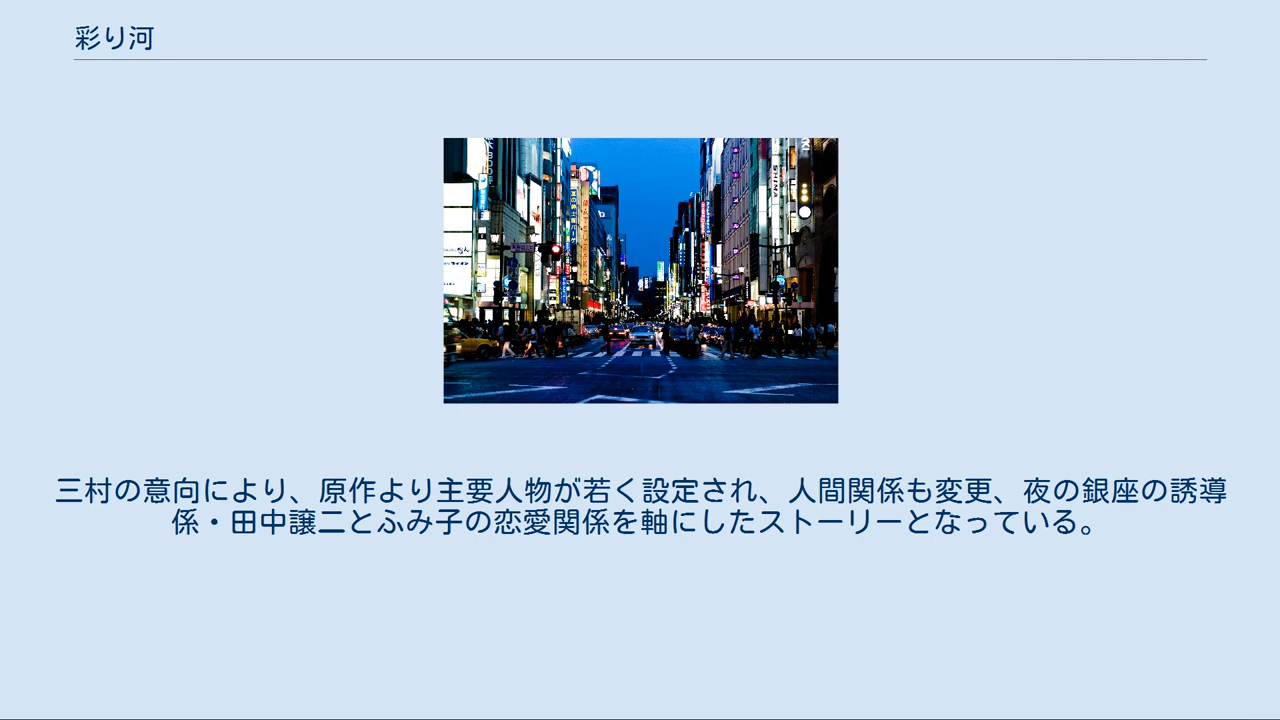 彩り河
三村の意向により、原作より主要人物が若く設定され、人間関係も変更、夜の銀座の誘導
係・田中譲二とふみ子の恋愛関係を軸にしたストーリーとなっている。